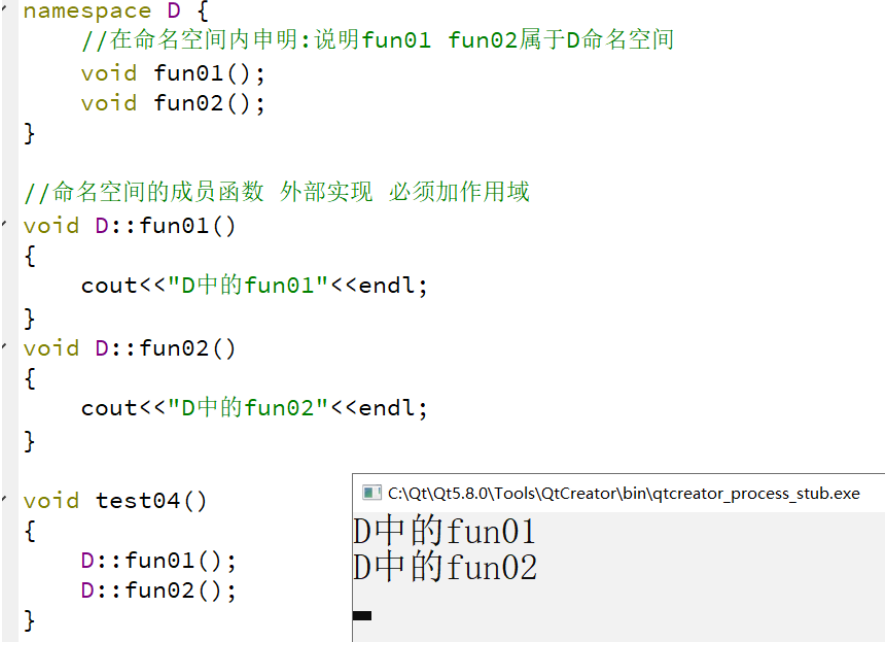 namespace D {
    //在命名空间内申明:说明fun01 fun02属于D命名空间
    void fun01();
    void fun02();
}

//命名空间的成员函数 外部实现 必须加作用域
void D::fun01()
{
    cout<<"D中的fun01"<<endl;
}
void D::fun02()
{
    cout<<"D中的fun02"<<endl;
}

void test04()
{
    D::fun01();
    D::fun02();
}
C:\Qt\Qt5.8.0\Tools\QtCreator\bin\qtcreator_process_stub.exe
D中的fun01
D中的fun02